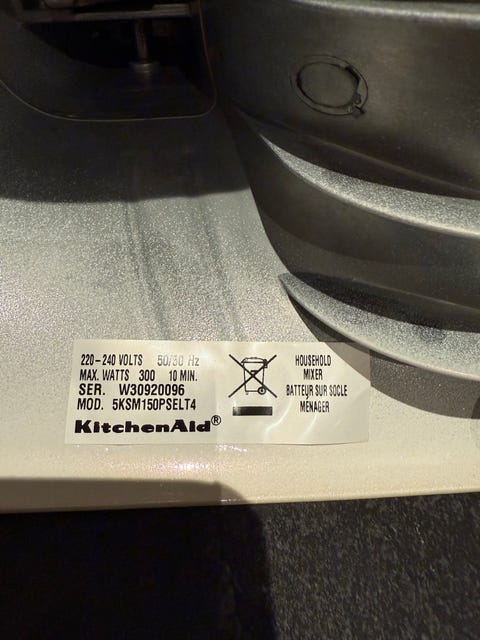 220-240 VOLTS 50/30 Hz
MAX. WATTS 300 10 MIN.
SER. W30920096
MOD. 5KSM150PSELT4
KitchenAid®
HOUSEHOLD
MIXER
BATTEUR SUR SOCLE
MENAGER